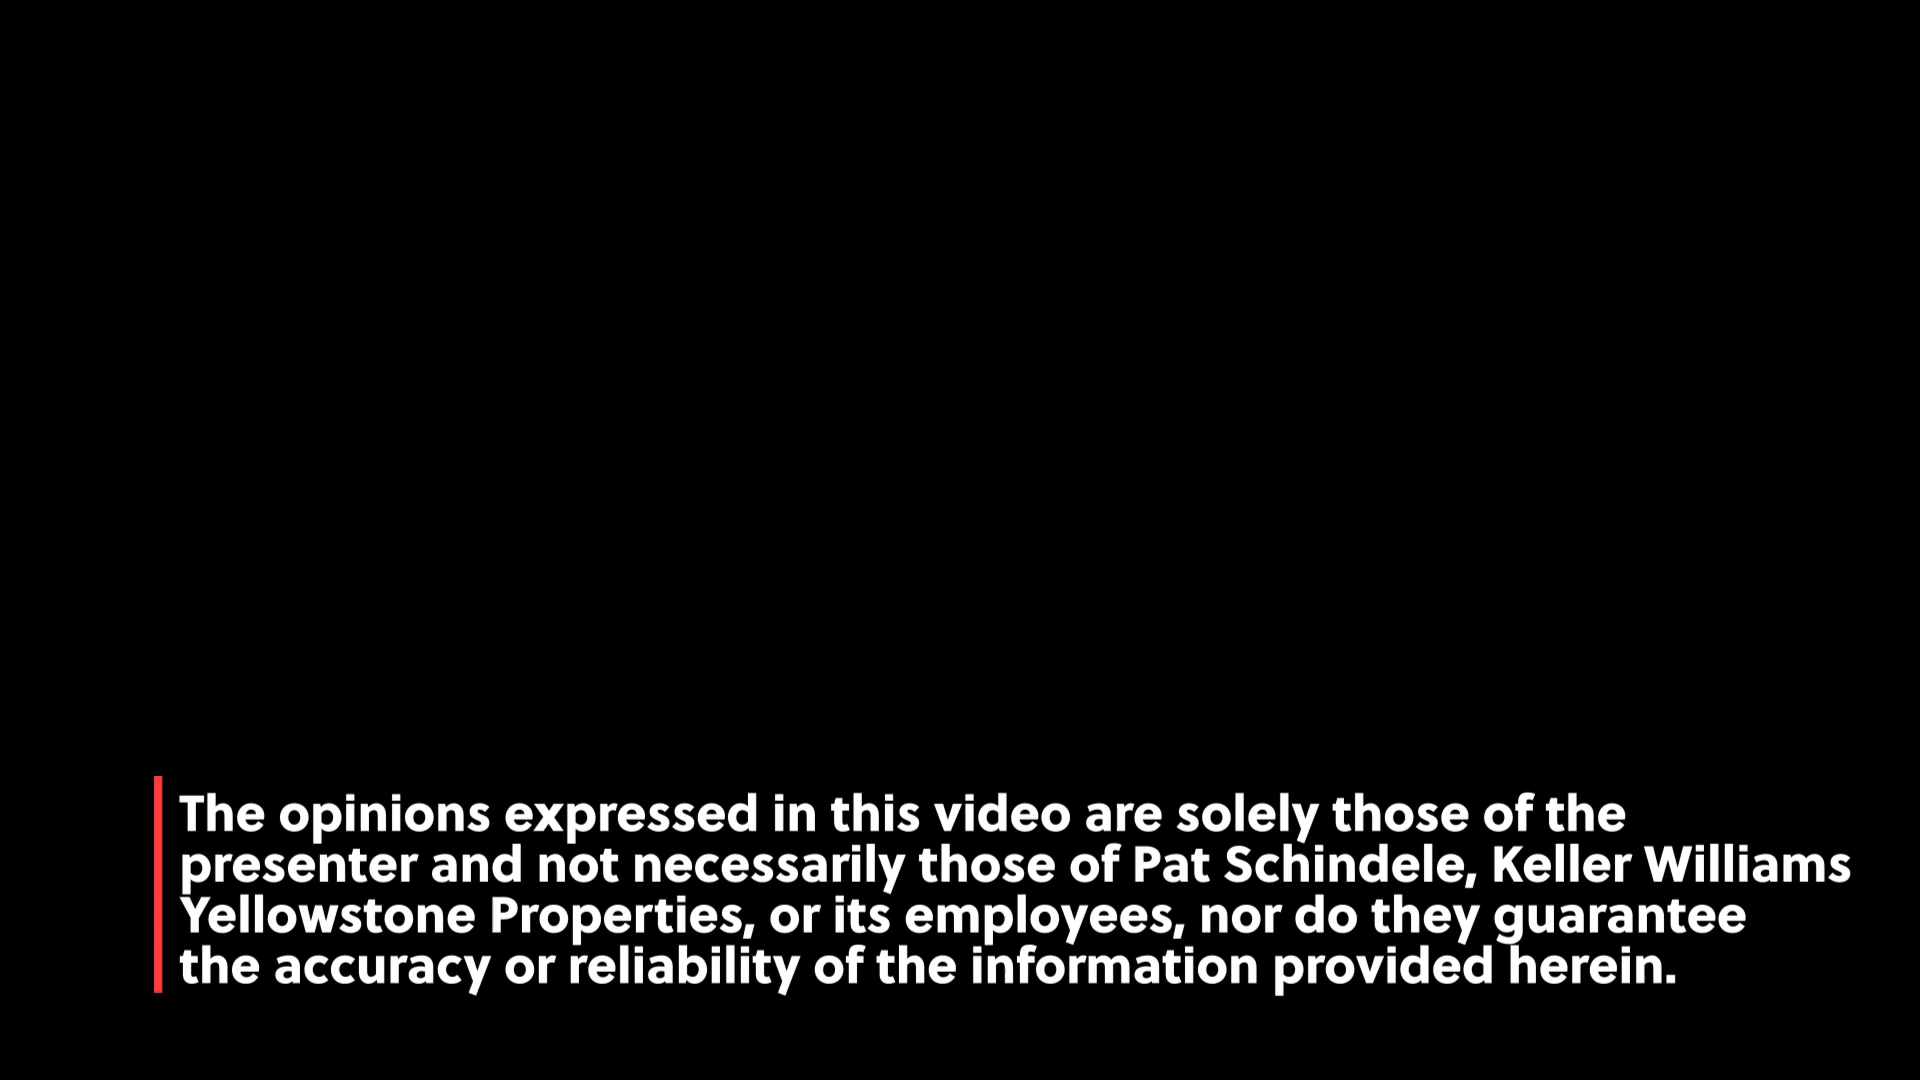 The opinions expressed in this video are solely those of the
presenter and not necessarily those of Pat Schindele, Keller Williams
Yellowstone Properties, or its employees, nor do they guarantee
the accuracy or reliability of the information provided herein.